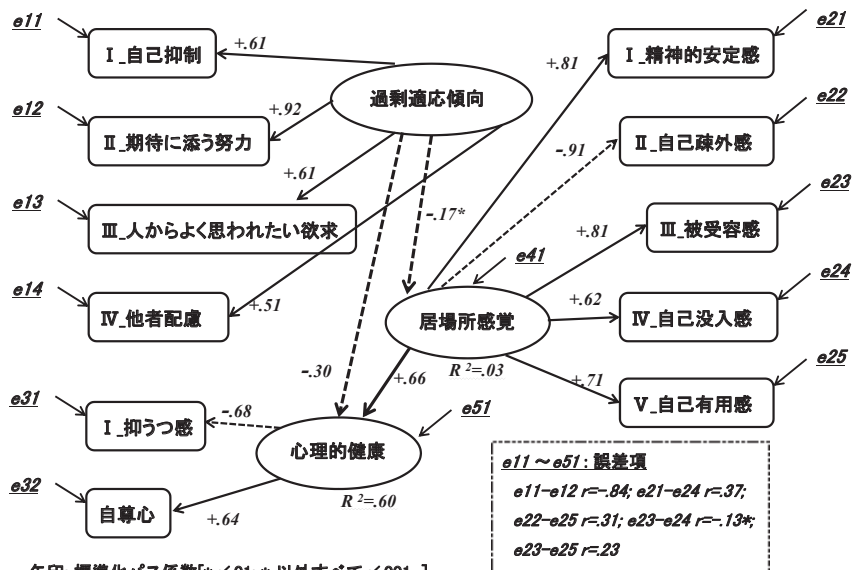 e11
Ⅰ_自己抑制
+.61
e12
Ⅱ_期待に添う努力
+.92
e13
Ⅲ_人からよく思われたい欲求
+.61
e14
Ⅳ_他者配慮
+.51
過剰適応傾向
-.17*
-.30
e21
Ⅰ_精神的安定感
+.81
e22
Ⅱ_自己疎外感
-.91
e23
Ⅲ_被受容感
+.81
e24
Ⅳ_自己没入感
+.62
e25
Ⅴ_自己有用感
+.71
e41
居場所感覚
R²=.03
+.66
e51
心理的健康
R²=.60
e31
Ⅰ_抑うつ感
-.68
e32
自尊心
+.64
e11～e51:誤差項
e11-e12 r=-.84; e21-e24 r=.37;
e22-e25 r=.31; e23-e24 r=-.13*;
e23-e25 r=.23